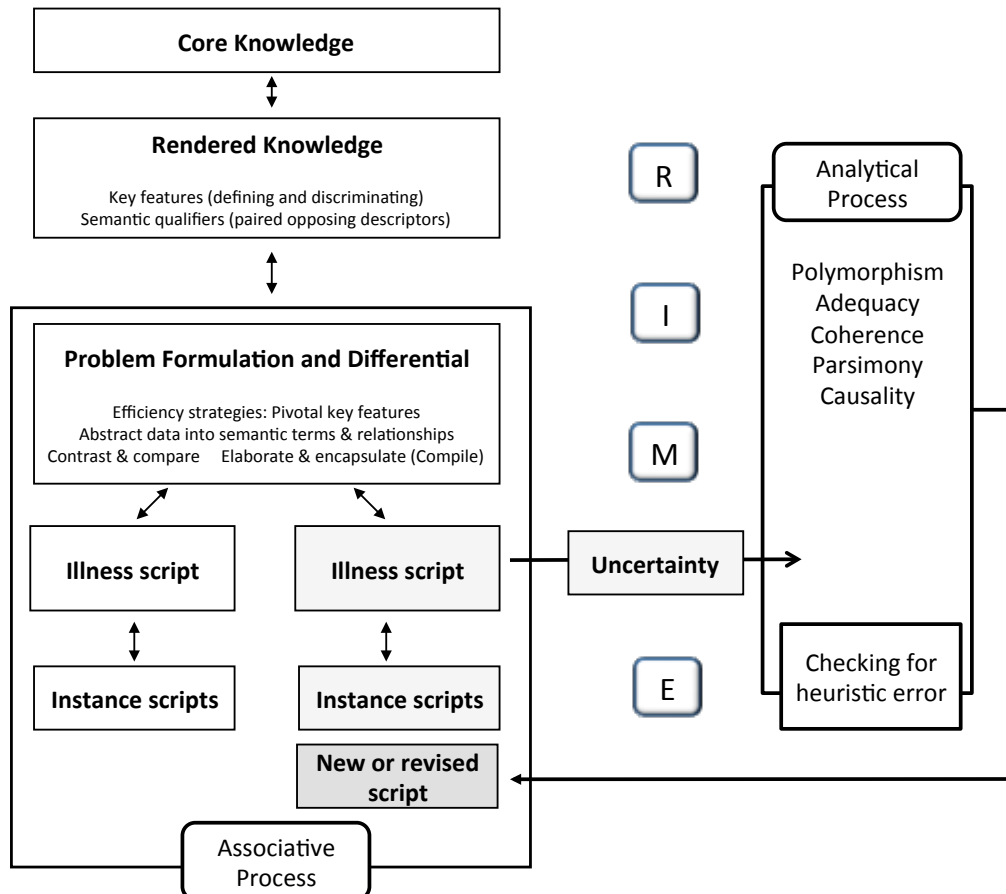 Core Knowledge
Rendered Knowledge
Key features (defining and discriminating)
Semantic qualifiers (paired opposing descriptors)
Problem Formulation and Differential
Efficiency strategies: Pivotal key features
Abstract data into semantic terms & relationships
Contrast & compare Elaborate & encapsulate (Compile)
Illness script
Illness script
Instance scripts
Instance scripts
New or revised
script
Associative
Process
Uncertainty
R
I
M
E
Analytical
Process
Polymorphism
Adequacy
Coherence
Parsimony
Causality
Checking for
heuristic error